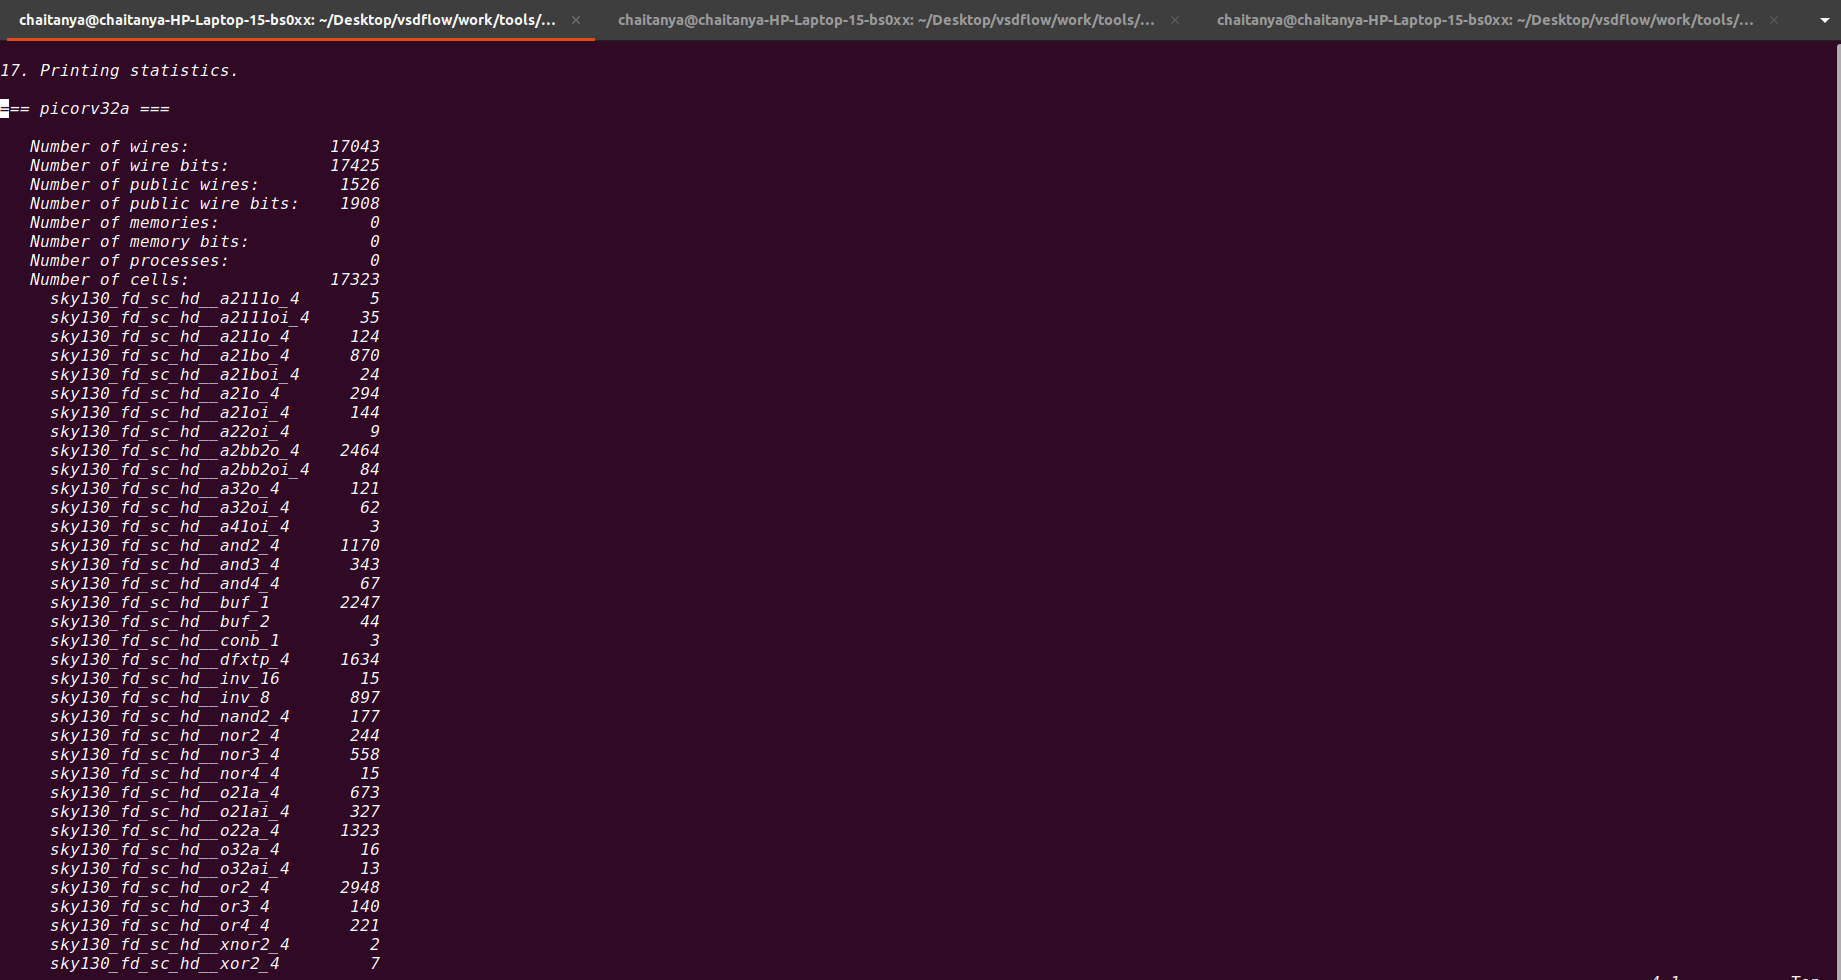 chaitanya@chaitanya-HP-Laptop-15-bs0xx: ~/Desktop/vsdflow/work/tools/... × chaitanya@chaitanya-HP-Laptop-15-bs0xx: ~/Desktop/vsdflow/work/tools/... × chaitanya@chaitanya-HP-Laptop-15-bs0xx: ~/Desktop/vsdflow/work/tools/... ×
17. Printing statistics.
=== picorv32a ===
Number of wires: 17043
Number of wire bits: 17425
Number of public wires: 1526
Number of public wire bits: 1908
Number of memories: 0
Number of memory bits: 0
Number of processes: 0
Number of cells: 17323
sky130_fd_sc_hd__a2111o_4 5
sky130_fd_sc_hd__a2111oi_4 35
sky130_fd_sc_hd__a211o_4 124
sky130_fd_sc_hd__a21bo_4 870
sky130_fd_sc_hd__a21boi_4 24
sky130_fd_sc_hd__a21o_4 294
sky130_fd_sc_hd__a21oi_4 144
sky130_fd_sc_hd__a22oi_4 9
sky130_fd_sc_hd__a2bb2o_4 2464
sky130_fd_sc_hd__a2bb2oi_4 84
sky130_fd_sc_hd__a32o_4 121
sky130_fd_sc_hd__a32oi_4 62
sky130_fd_sc_hd__a41oi_4 3
sky130_fd_sc_hd__and2_4 1170
sky130_fd_sc_hd__and3_4 343
sky130_fd_sc_hd__and4_4 67
sky130_fd_sc_hd__buf_1 2247
sky130_fd_sc_hd__buf_2 44
sky130_fd_sc_hd__conb_1 3
sky130_fd_sc_hd__dfxtp_4 1634
sky130_fd_sc_hd__inv_16 15
sky130_fd_sc_hd__inv_8 897
sky130_fd_sc_hd__nand2_4 177
sky130_fd_sc_hd__nor2_4 244
sky130_fd_sc_hd__nor3_4 558
sky130_fd_sc_hd__nor4_4 15
sky130_fd_sc_hd__o21a_4 673
sky130_fd_sc_hd__o21ai_4 327
sky130_fd_sc_hd__o22a_4 1323
sky130_fd_sc_hd__o32a_4 16
sky130_fd_sc_hd__o32ai_4 13
sky130_fd_sc_hd__or2_4 2948
sky130_fd_sc_hd__or3_4 140
sky130_fd_sc_hd__or4_4 221
sky130_fd_sc_hd__xnor2_4 2
sky130_fd_sc_hd__xor2_4 7